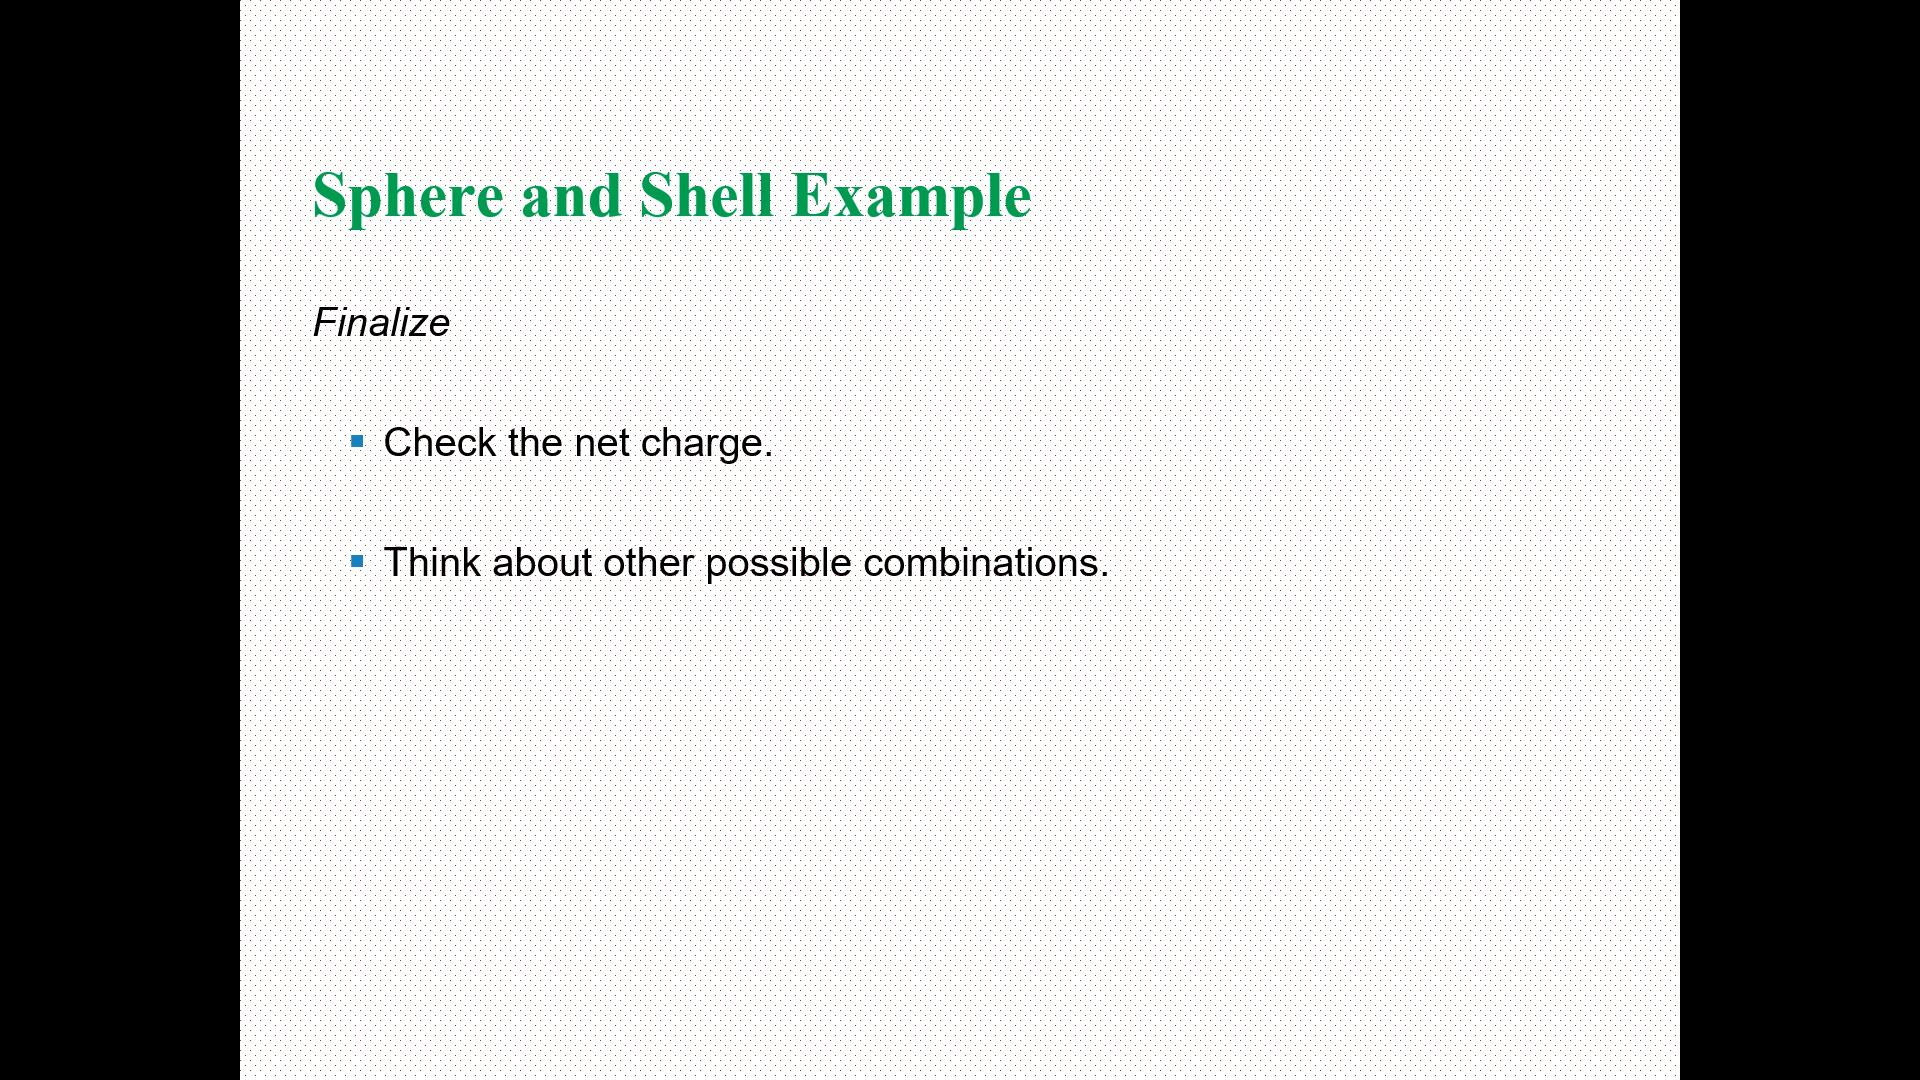 Sphere and Shell Example
Finalize
▪ Check the net charge.
▪ Think about other possible combinations.